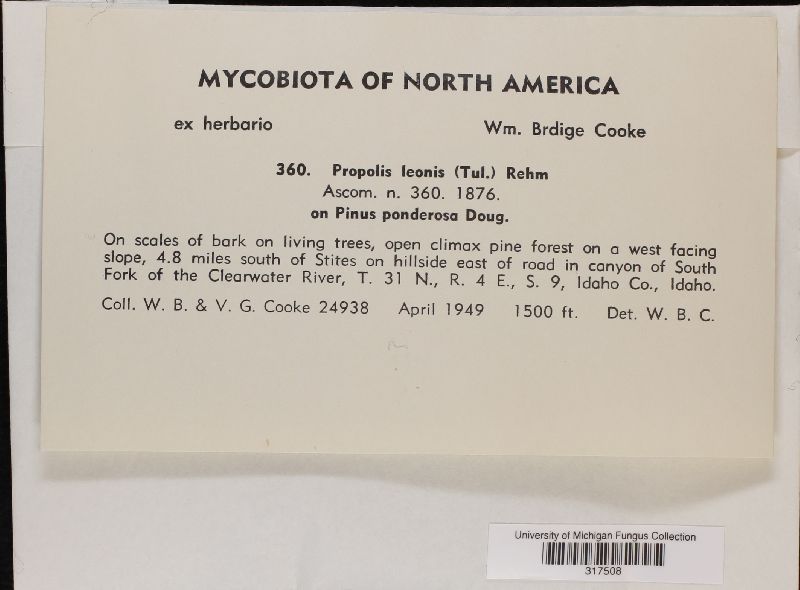 MYCOBIOTA OF NORTH AMERICA
ex herbario Wm. Brdige Cooke
360. Propolis leonis (Tul.) Rehm
Ascom. n. 360. 1876.
on Pinus ponderosa Doug.
On scales of bark on living trees, open climax pine forest on a west facing
slope, 4.8 miles south of Stites on hillside east of road in canyon of South
Fork of the Clearwater River, T. 31 N., R. 4 E., S. 9, Idaho Co., Idaho.
Coll. W. B. & V. G. Cooke 24938 April 1949 1500 ft. Det. W. B. C.
University of Michigan Fungus Collection
317508